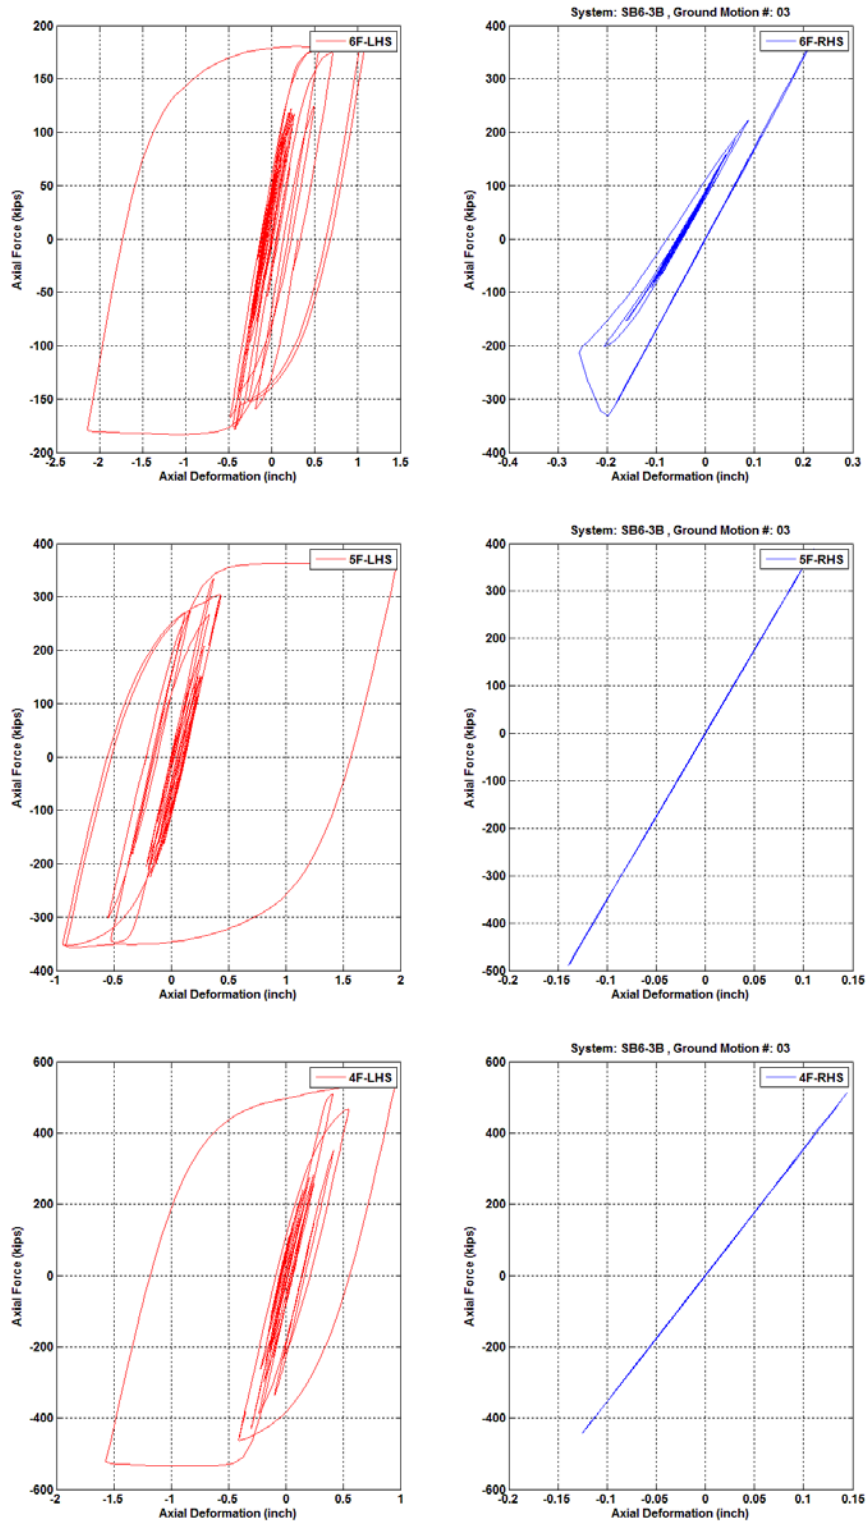 6F-LHS
200
150
100
50
0
-50
-100
-150
-200
Axial Force (kips)
-2.5 -2 -1.5 -1 -0.5 0 0.5 1 1.5
Axial Deformation (inch)
System: SB6-3B , Ground Motion #: 03
6F-RHS
400
300
200
100
0
-100
-200
-300
-400
Axial Force (kips)
-0.4 -0.3 -0.2 -0.1 0 0.1 0.2 0.3
Axial Deformation (inch)
5F-LHS
400
300
200
100
0
-100
-200
-300
-400
Axial Force (kips)
-1 -0.5 0 0.5 1 1.5 2
Axial Deformation (inch)
System: SB6-3B , Ground Motion #: 03
5F-RHS
400
300
200
100
0
-100
-200
-300
-400
-500
Axial Force (kips)
-0.2 -0.15 -0.1 -0.05 0 0.05 0.1 0.15
Axial Deformation (inch)
4F-LHS
600
400
200
0
-200
-400
-600
Axial Force (kips)
-2 -1.5 -1 -0.5 0 0.5 1
Axial Deformation (inch)
System: SB6-3B , Ground Motion #: 03
4F-RHS
600
400
200
0
-200
-400
-600
Axial Force (kips)
-0.2 -0.15 -0.1 -0.05 0 0.05 0.1 0.15
Axial Deformation (inch)